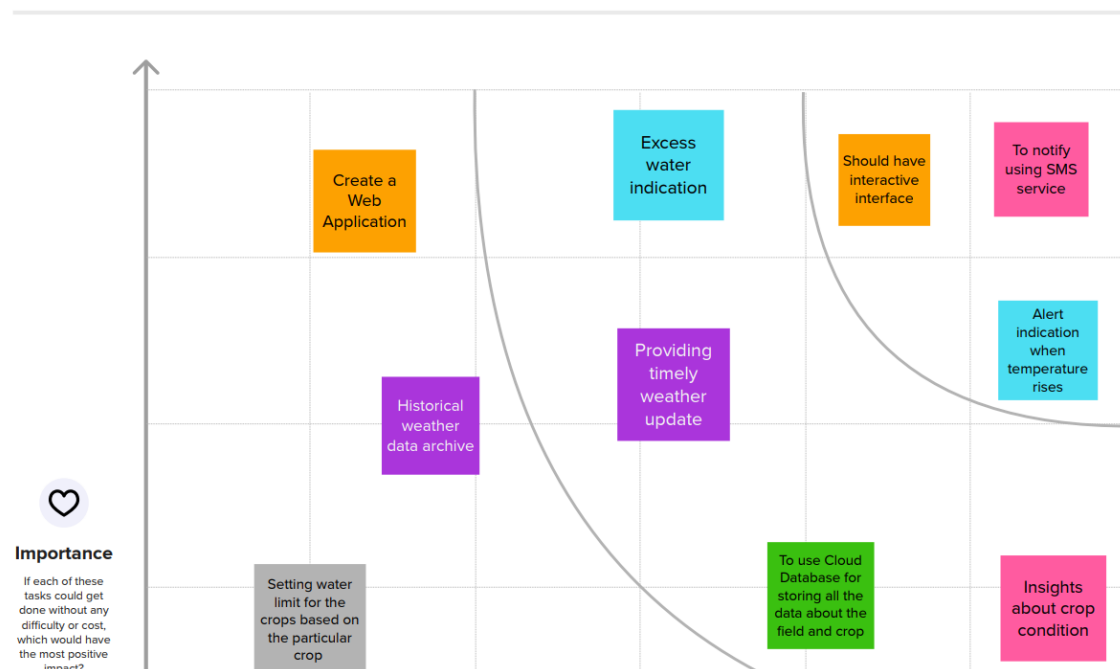 Create a
Web
Application
Excess
water
indication
Should have
interactive
interface
To notify
using SMS
service
Alert
indication
when
temperature
rises
Providing
timely
weather
update
Historical
weather
data archive
Importance
If each of these
tasks could get
done without any
difficulty or cost,
which would have
the most positive
impact?
Setting water
limit for the
crops based on
the particular
crop
To use Cloud
Database for
storing all the
data about the
field and crop
Insights
about crop
condition